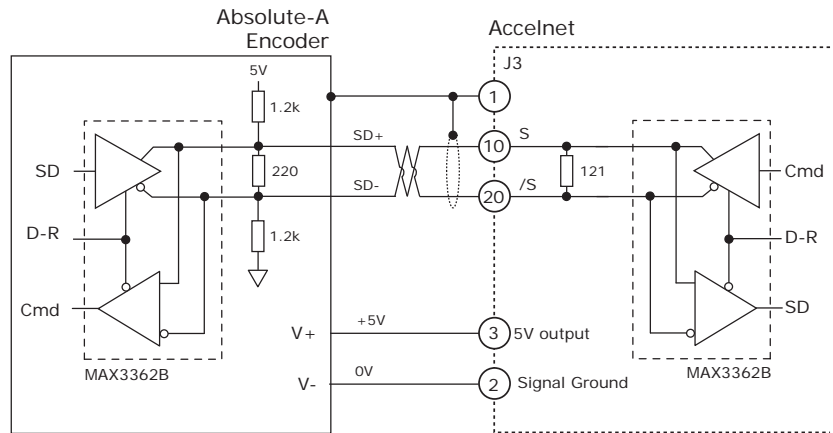 Absolute-A
Encoder
Accelnet
J3
5V
1.2k
1
SD+
10
S
SD
220
121
Cmd
SD-
20
/S
D-R
D-R
1.2k
Cmd
SD
V+
+5V
3
5V output
MAX3362B
MAX3362B
V-
0V
2
Signal Ground